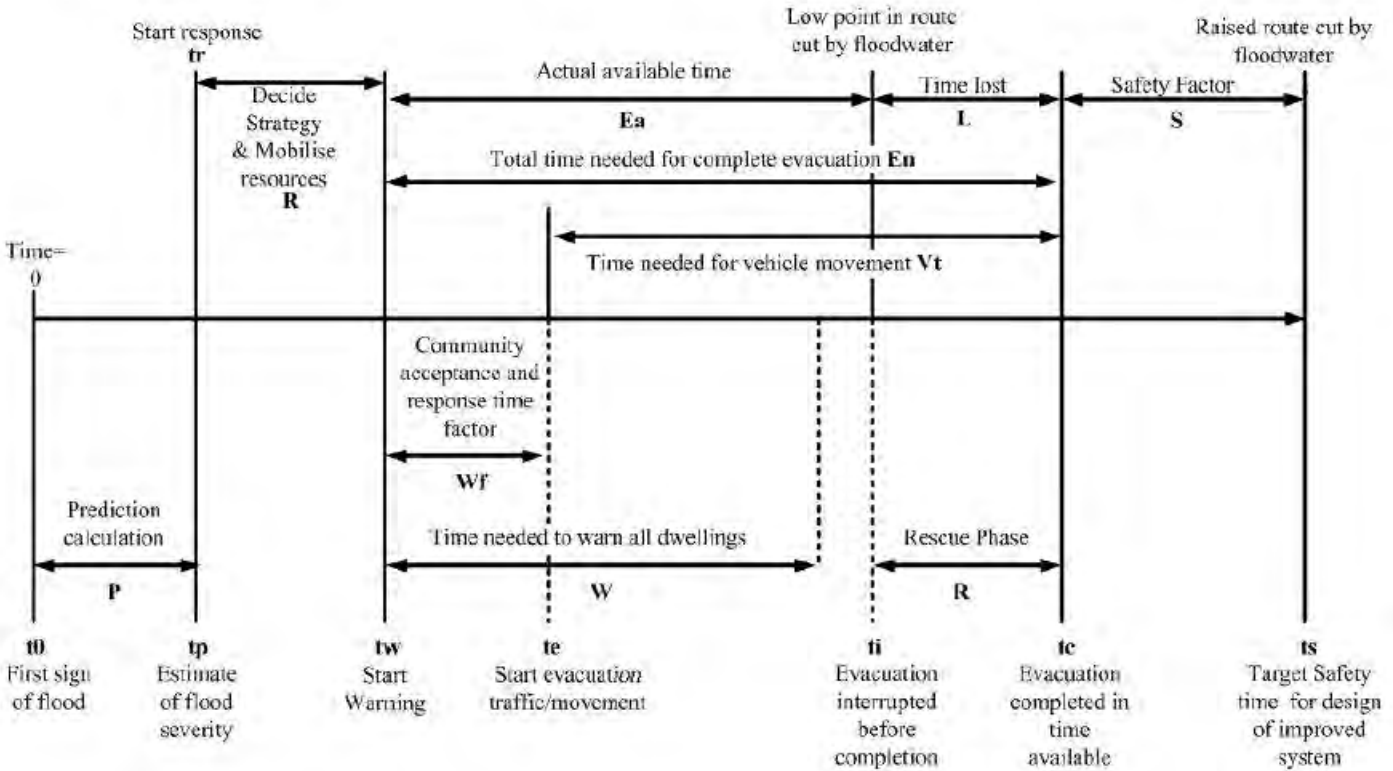 Start response
tr
Low point in route
cut by floodwater
Raised route cut by
floodwater
Actual available time
Ea
Time lost
L
Safety Factor
S
Decide
Strategy
& Mobilise
resources
R
Total time needed for complete evacuation En
Time needed for vehicle movement Vt
Time=
0
Community
acceptance and
response time
factor
Wf
Prediction
calculation
P
Time needed to warn all dwellings
W
Rescue Phase
R
t0
First sign
of flood
tp
Estimate
of flood
severity
tw
Start
Warning
te
Start evacuation
traffic/movement
ti
Evacuation
interrupted
before
completion
tc
Evacuation
completed in
time
available
ts
Target Safety
time for design
of improved
system